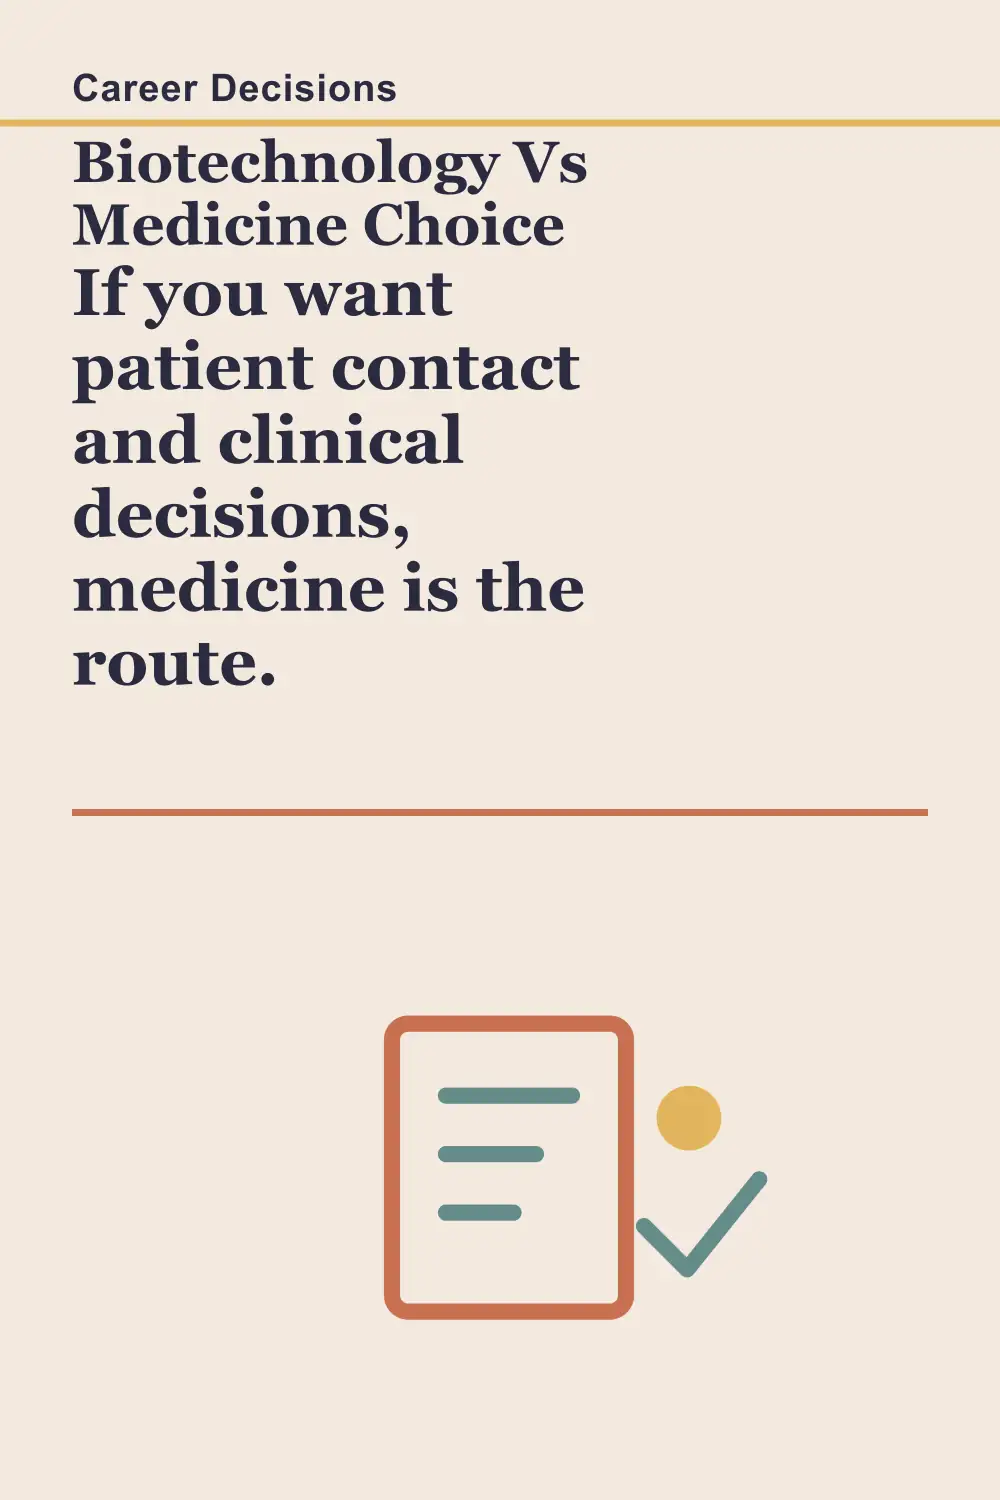 Career Decisions
Biotechnology Vs
Medicine Choice
If you want
patient contact
and clinical
decisions,
medicine is the
route.